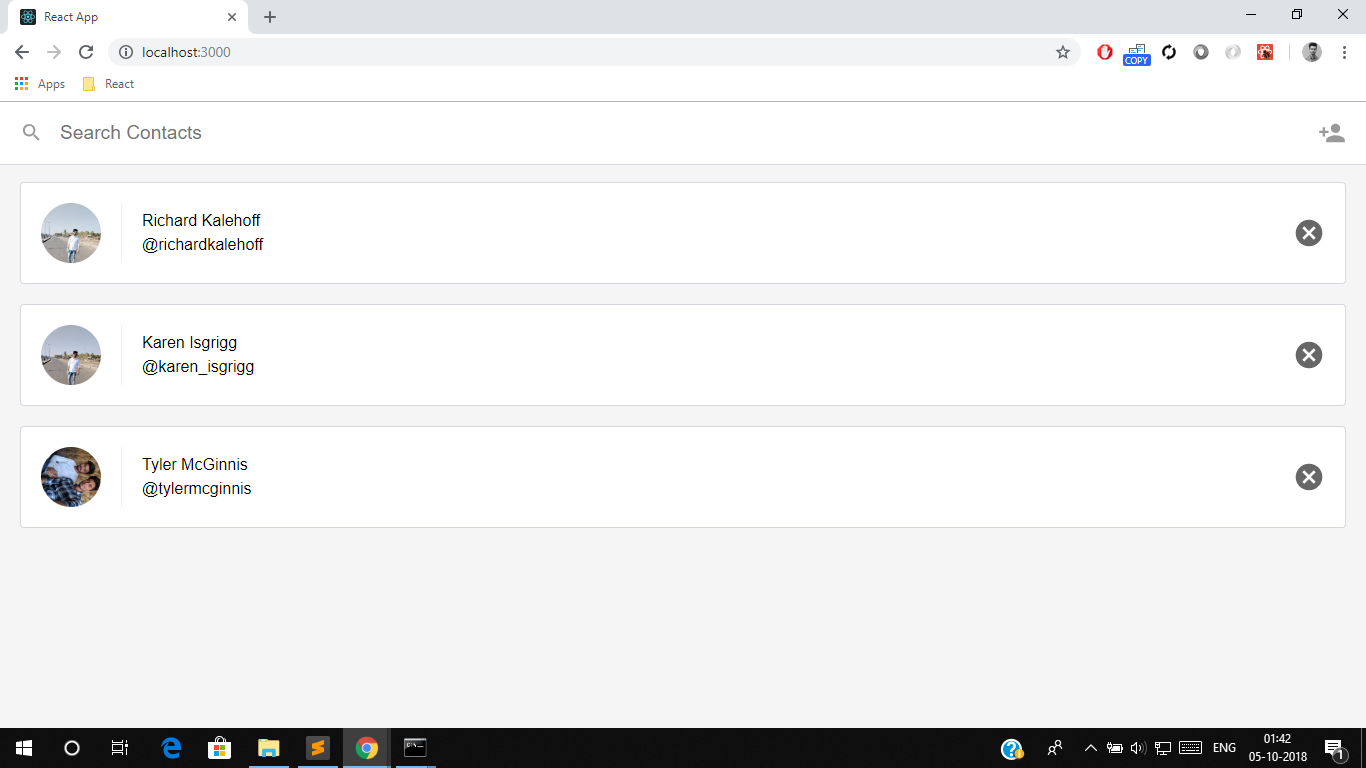 React App
localhost:3000
COPY
Apps
React
Search Contacts
Richard Kalehoff
@richardkalehoff
Karen Isgrigg
@karen_isgrigg
Tyler McGinnis
@tylermcginnis
ENG
01:42
05-10-2018
1